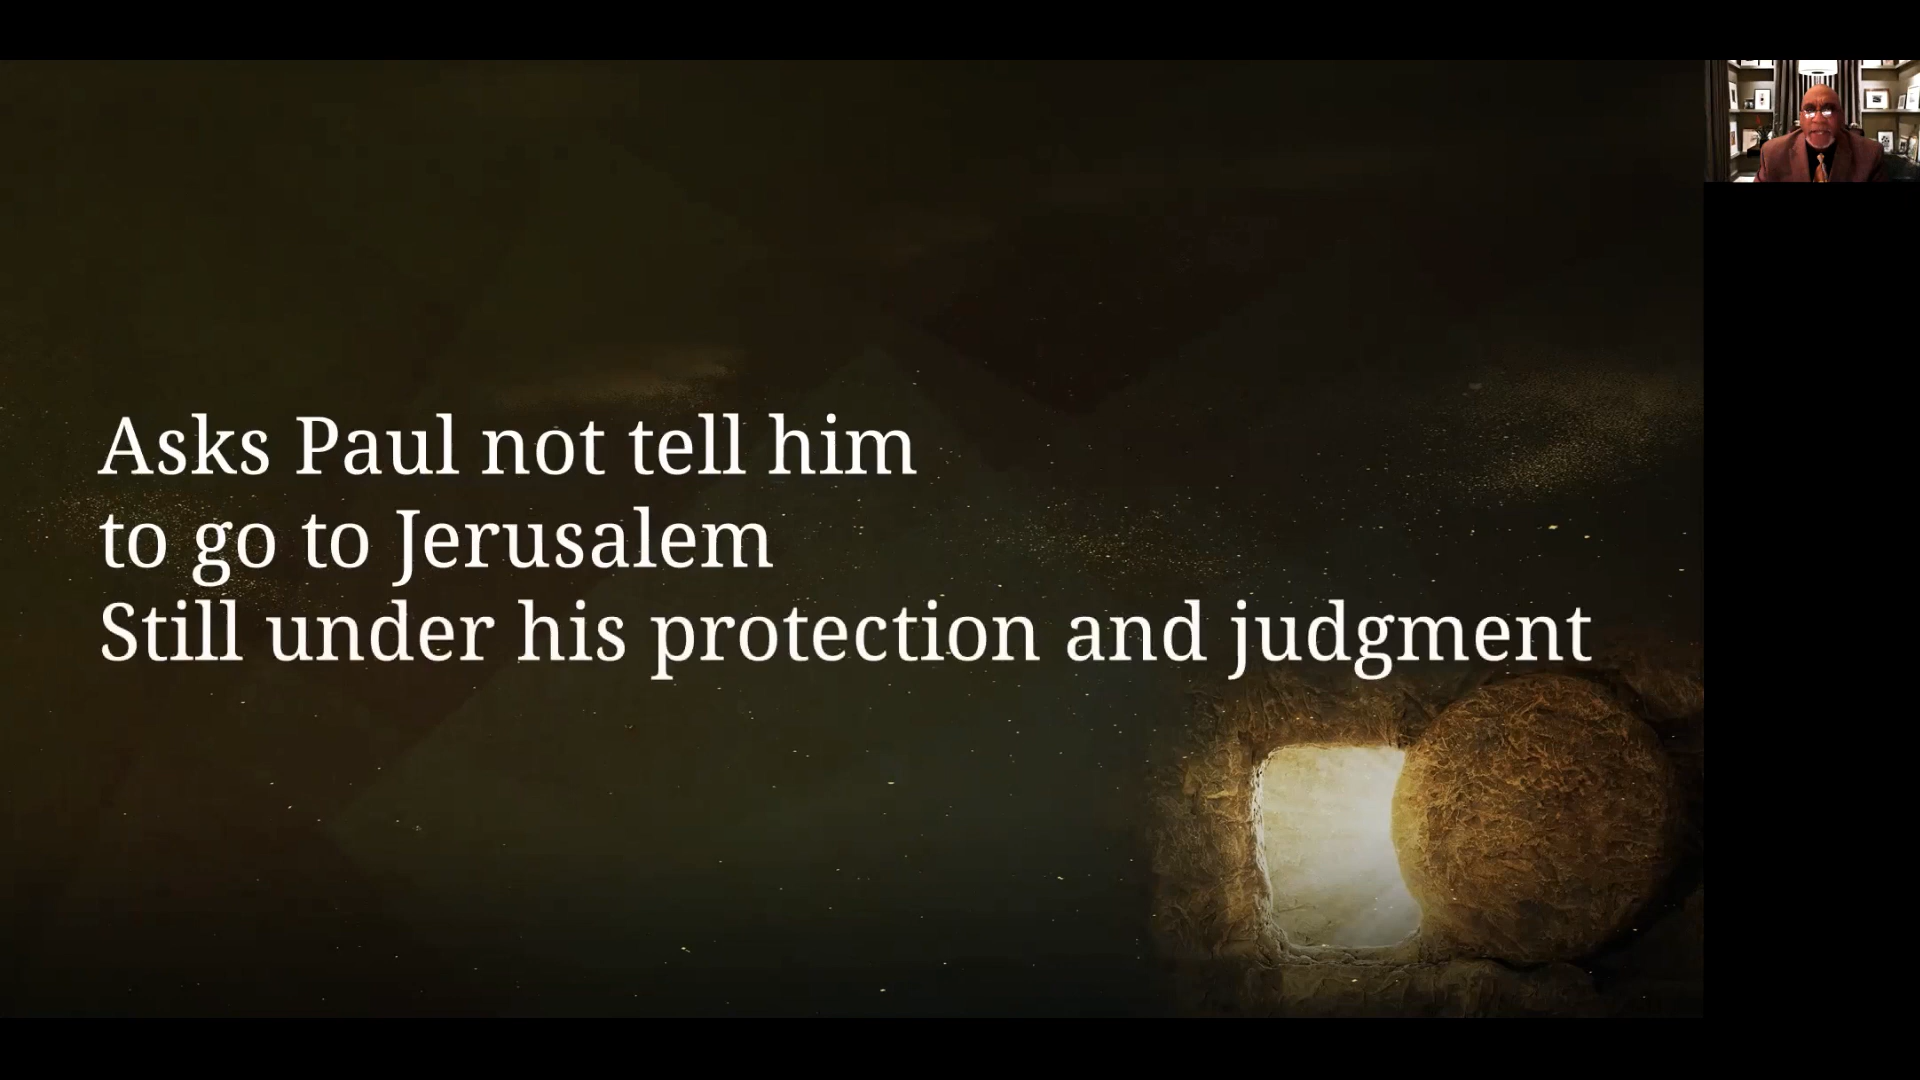 Asks Paul not tell him
to go to Jerusalem
Still under his protection and judgment